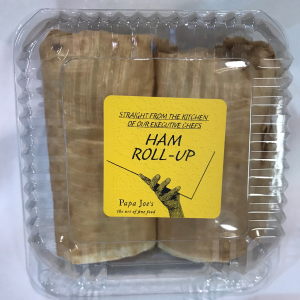 STRAIGHT FROM THE KITCHEN
OF OUR EXECUTIVE CHEFS
HAM
ROLL-UP
Papa Joe's
the art of fine food